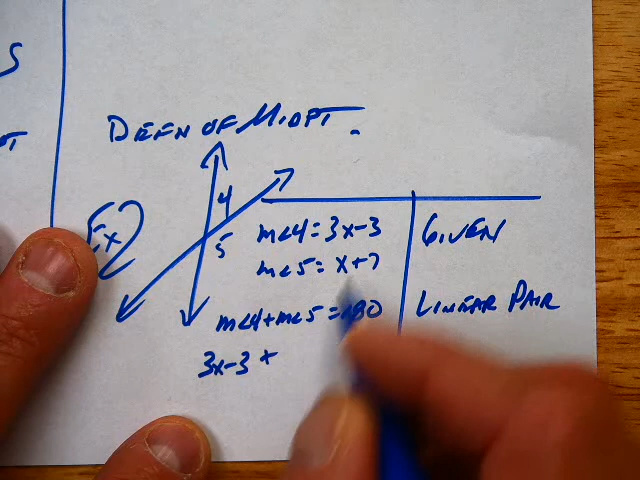 S
DEFN OF MIDPT.
Ex
4
5
m<4 = 3x-3
GIVEN
m<5 = x+7
m<4+m<5 = 180
LINEAR PAIR
3x-3 +